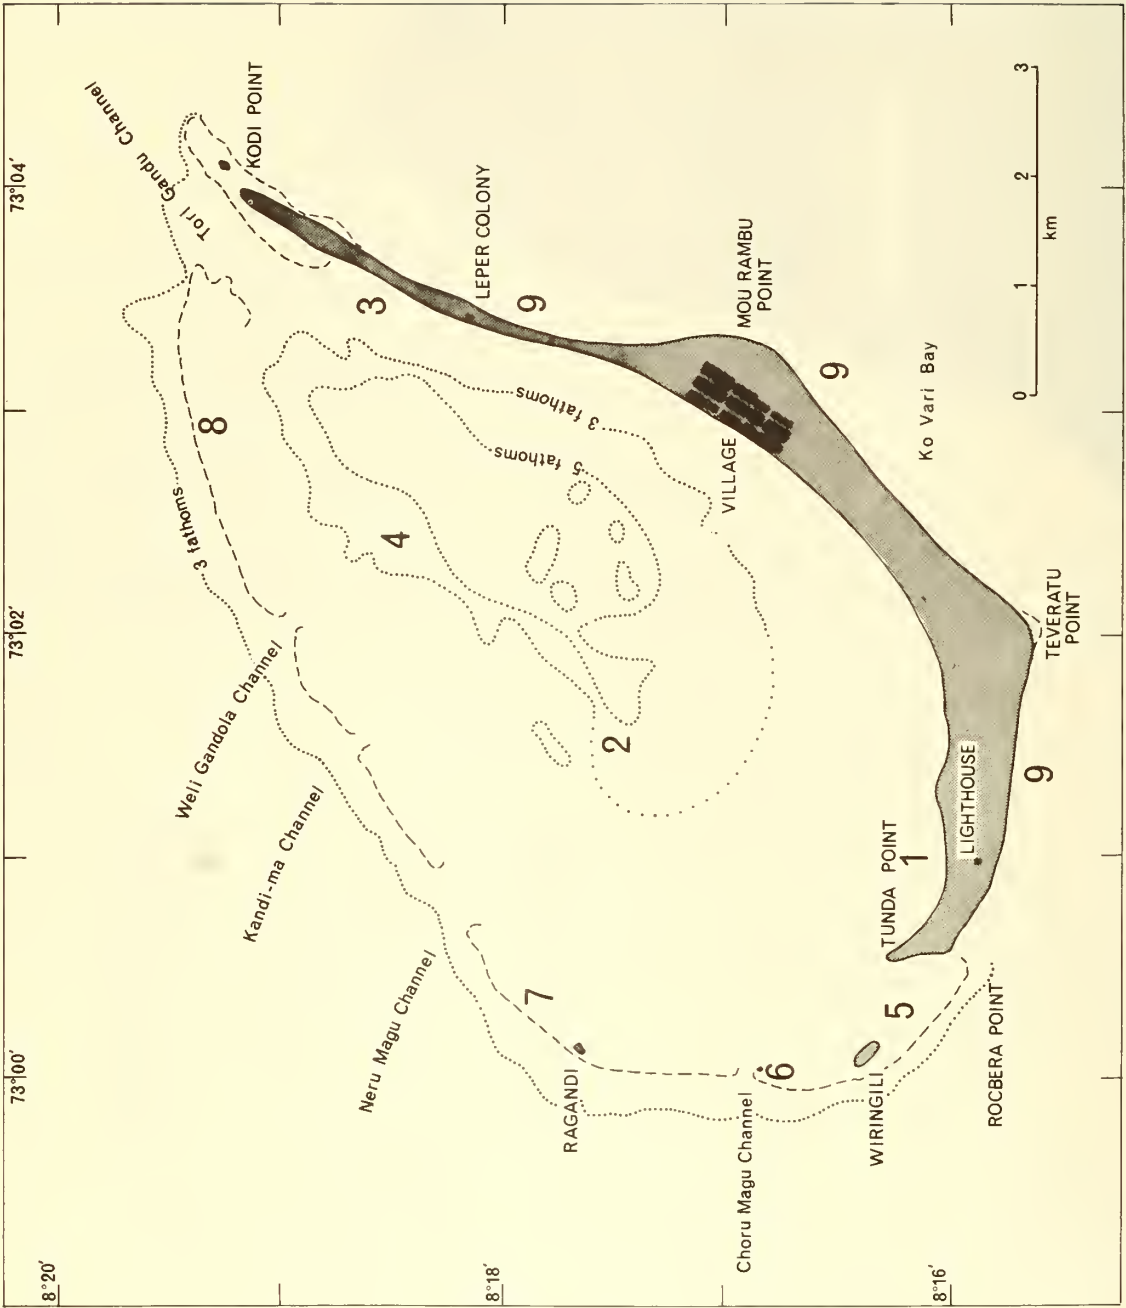 73°04′
73°02′
73°00′
8°20′
8°18′
8°16′
Tori Gandu Channel
KODI POINT
LEPER COLONY
MOU RAMBU
POINT
3
2
1
0
km
3
9
9
Ko Vari Bay
8
3 fathoms
3 fathoms
5 fathoms
4
VILLAGE
Weli Gandola Channel
Kandi-ma Channel
2
TEVERATU
POINT
9
LIGHTHOUSE
TUNDA POINT
1
Neru Magu Channel
7
RAGANDI
5
6
Choru Magu Channel
WIRINGILI
ROCBERA POINT